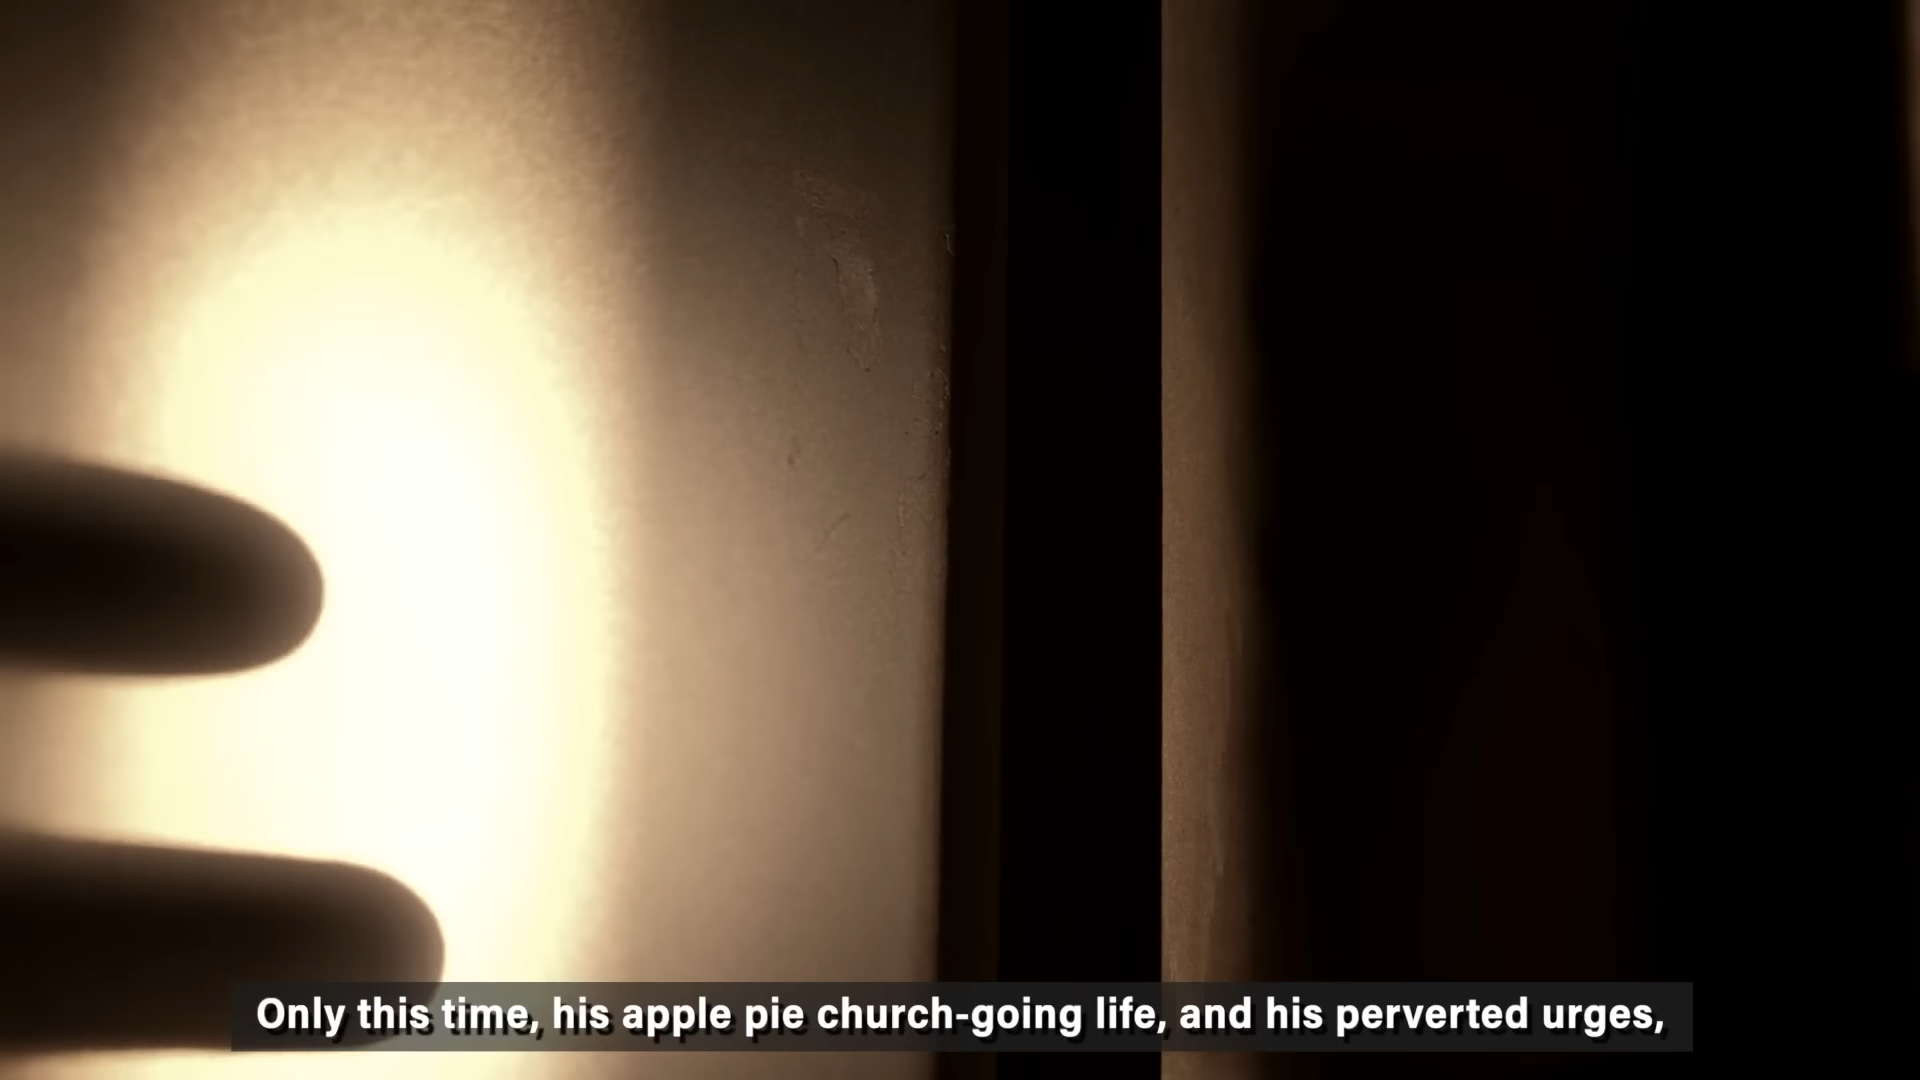 Only this time, his apple pie church-going life, and his perverted urges,